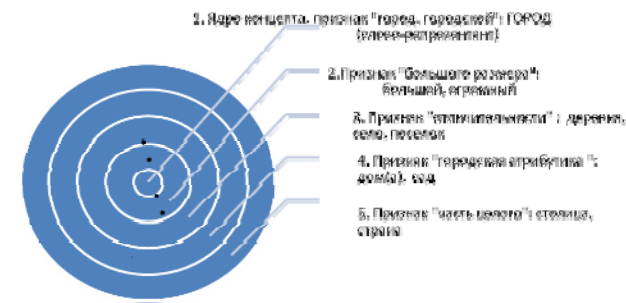 1. Ядро концепта, признак "город, городской": ГОРОД
(слово-репрезентант)
2.Признак "большого размера":
большой, огромный
3. Признак "отличительности" : деревня,
село, поселок
4. Признак "городская атрибутика ":
дом(а), сад
5. Признак "часть целого": столица,
страна